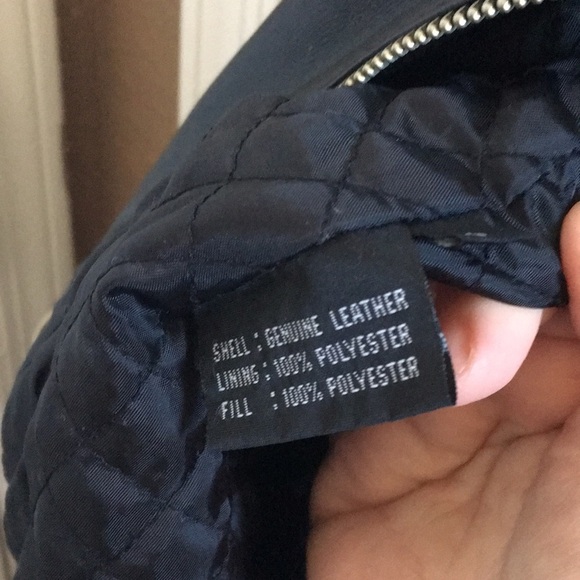 SHELL : GENUINE LEATHER
LINING : 100% POLYESTER
FILL : 100% POLYESTER